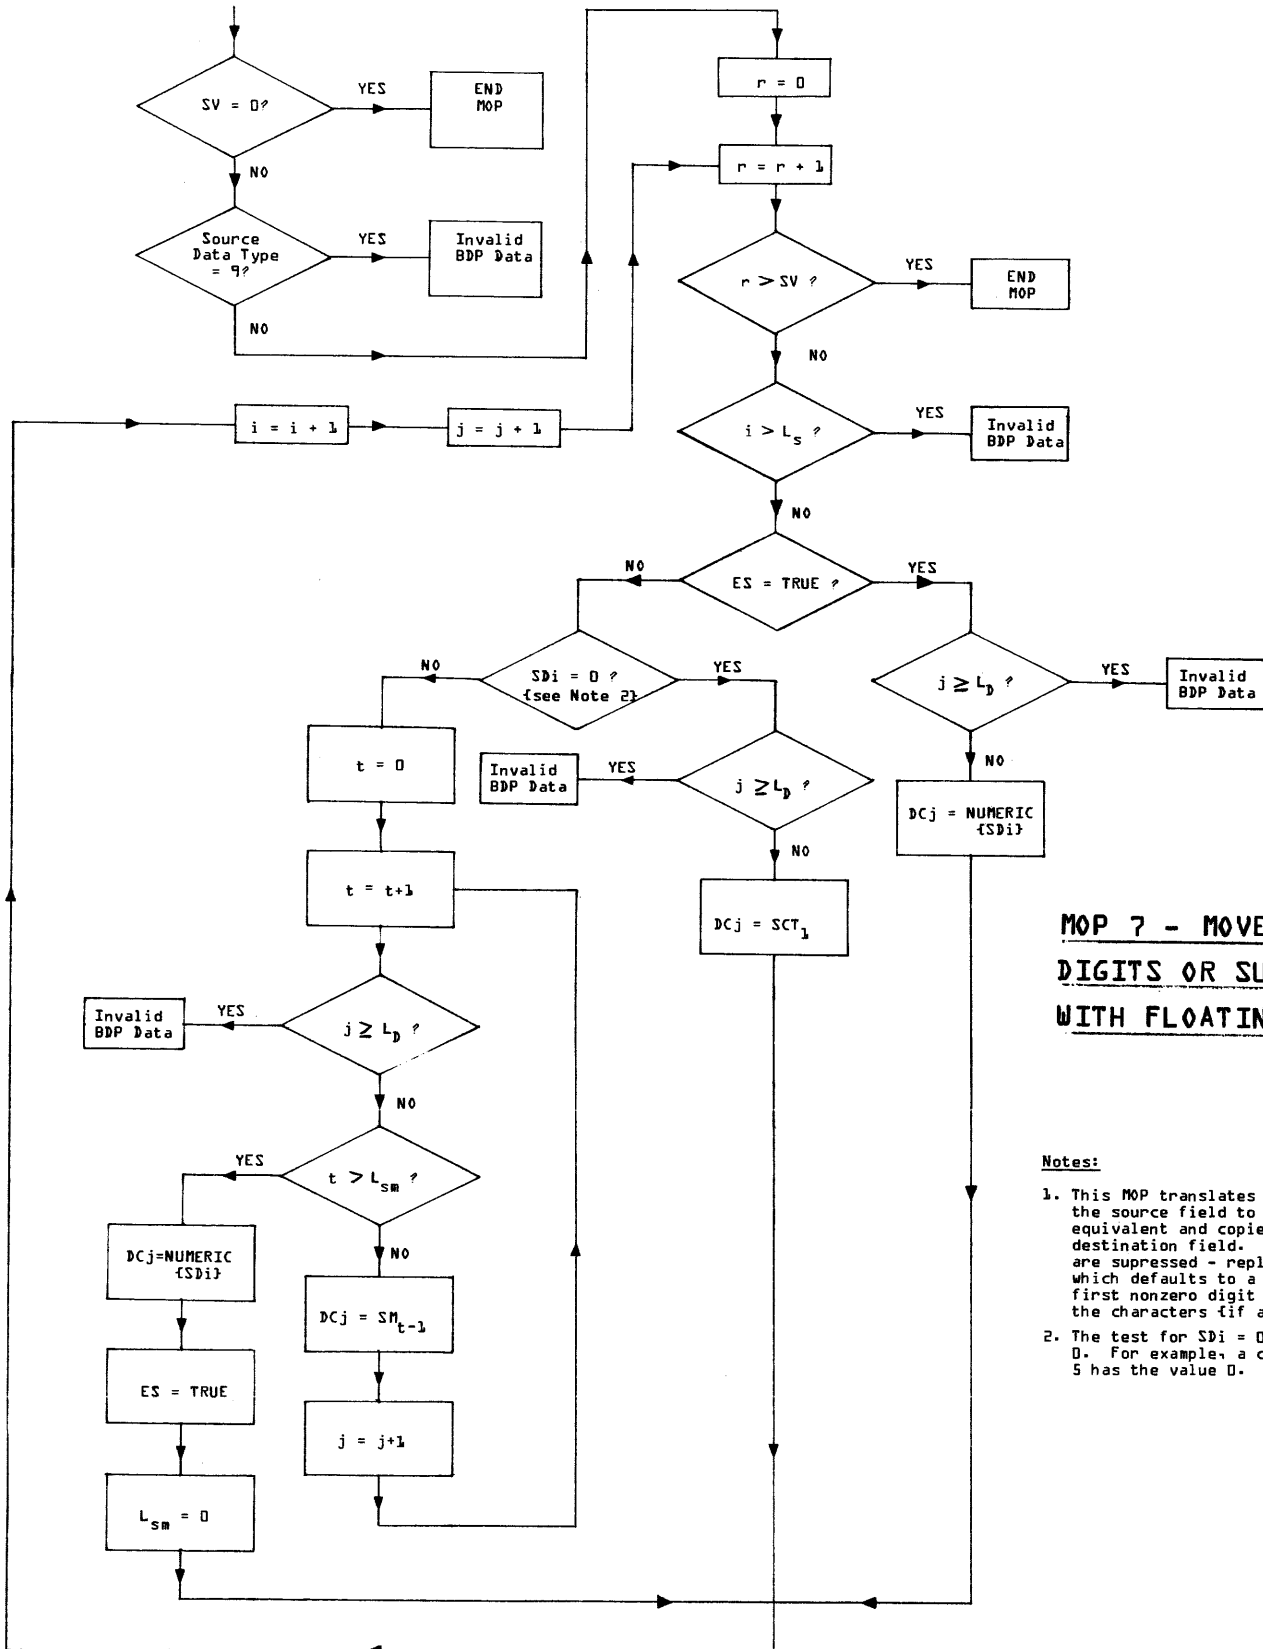 SV = 0?
YES
END
MOP
NO
Source
Data Type
= 9?
YES
Invalid
BDP Data
NO
r = 0
r = r + 1
r > SV ?
YES
END
MOP
NO
i = i + 1
j = j + 1
i > Ls ?
YES
Invalid
BDP Data
NO
ES = TRUE ?
NO
YES
SDi = 0 ?
{see Note 2}
NO
YES
j ≥ LD ?
YES
Invalid
BDP Data
NO
t = 0
Invalid
BDP Data
YES
j ≥ LD ?
NO
DCj = NUMERIC
{SDi}
t = t+1
DCj = SCT1
MOP 7 - MOVE
DIGITS OR SU
WITH FLOATIN
Invalid
BDP Data
YES
j ≥ LD ?
NO
t > Lsm ?
YES
NO
DCj=NUMERIC
{SDi}
DCj = SMt-1
ES = TRUE
j = j+1
Lsm = 0
Notes:
1. This MOP translates
the source field to
equivalent and copie
destination field.
are supressed - repl
which defaults to a
first nonzero digit
the characters {if a
2. The test for SDi = 0
0. For example, a c
5 has the value 0.